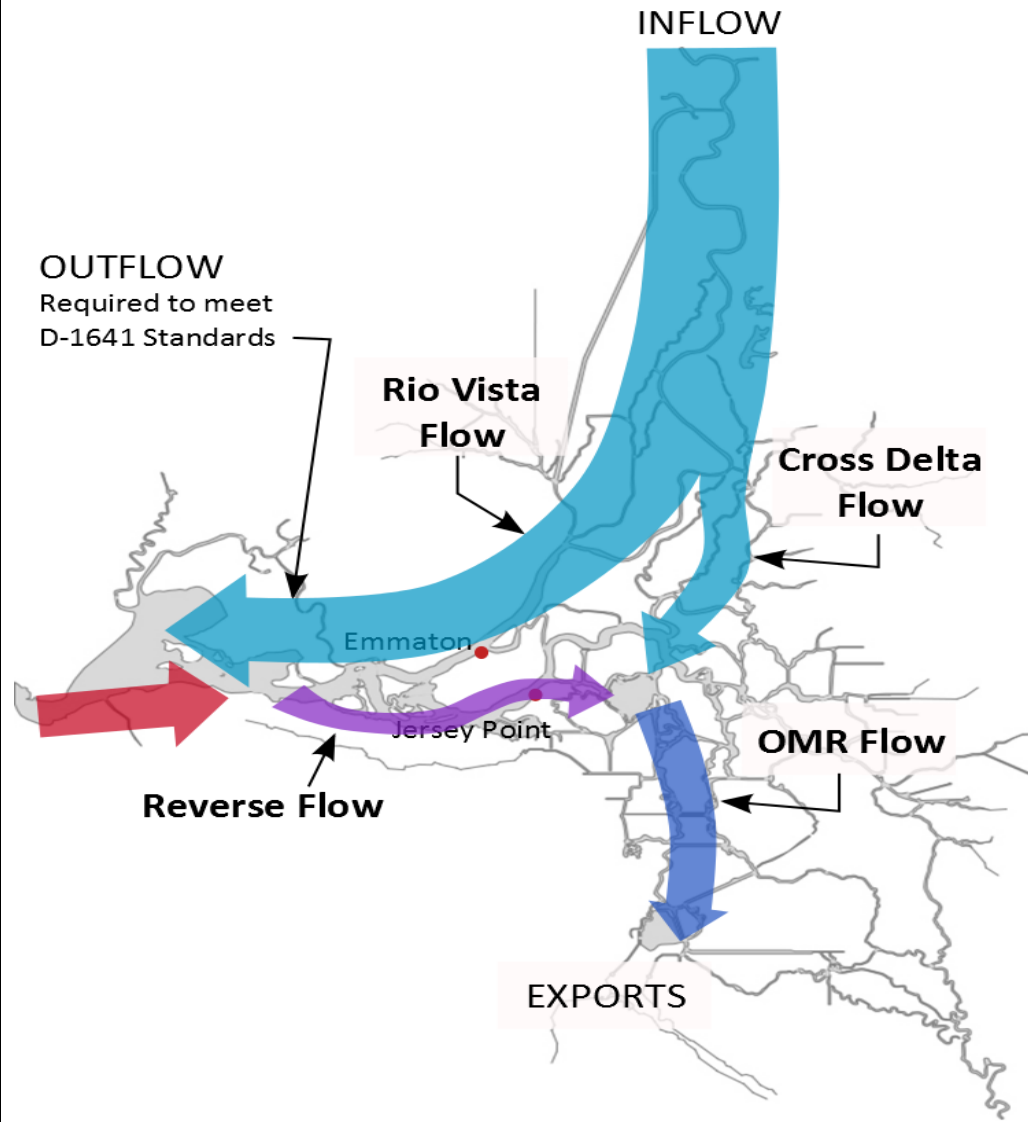 INFLOW
OUTFLOW
Required to meet
D-1641 Standards
Rio Vista
Flow
Cross Delta
Flow
Emmaton
Jersey Point
OMR Flow
Reverse Flow
EXPORTS